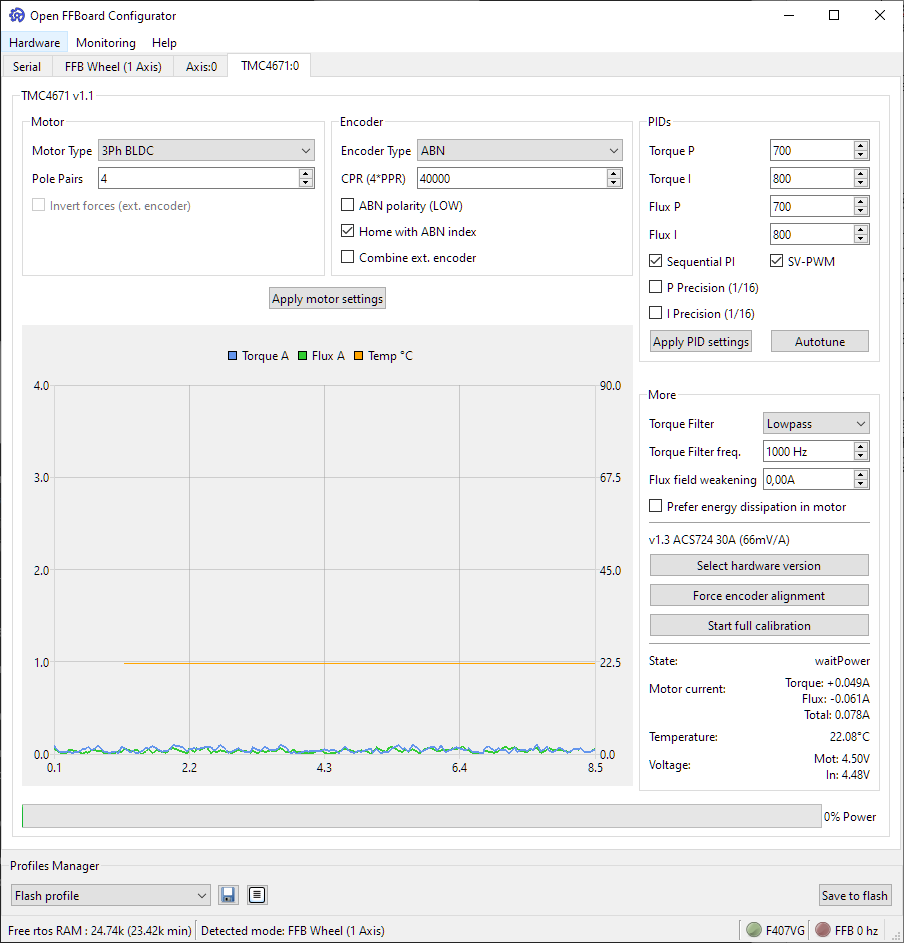 Open FFBoard Configurator
Hardware Monitoring Help
Serial FFB Wheel (1 Axis) Axis:0 TMC4671:0
TMC4671 v1.1
Motor
Motor Type 3Ph BLDC
Pole Pairs 4
Invert forces (ext. encoder)
Encoder
Encoder Type ABN
CPR (4*PPR) 40000
ABN polarity (LOW)
Home with ABN index
Combine ext. encoder
Apply motor settings
PIDs
Torque P 700
Torque I 800
Flux P 700
Flux I 800
Sequential PI SV-PWM
P Precision (1/16)
I Precision (1/16)
Apply PID settings Autotune
Torque A Flux A Temp °C
4.0 90.0
3.0 67.5
2.0 45.0
1.0 22.5
0.0 0.0
0.1 2.2 4.3 6.4 8.5
More
Torque Filter Lowpass
Torque Filter freq. 1000 Hz
Flux field weakening 0,00A
Prefer energy dissipation in motor
v1.3 ACS724 30A (66mV/A)
Select hardware version
Force encoder alignment
Start full calibration
State: waitPower
Motor current: Torque: +0.049A
Flux: -0.061A
Total: 0.078A
Temperature: 22.08°C
Voltage: Mot: 4.50V
In: 4.48V
0% Power
Profiles Manager
Flash profile Save to flash
Free rtos RAM : 24.74k (23.42k min) Detected mode: FFB Wheel (1 Axis) F407VG FFB 0 hz